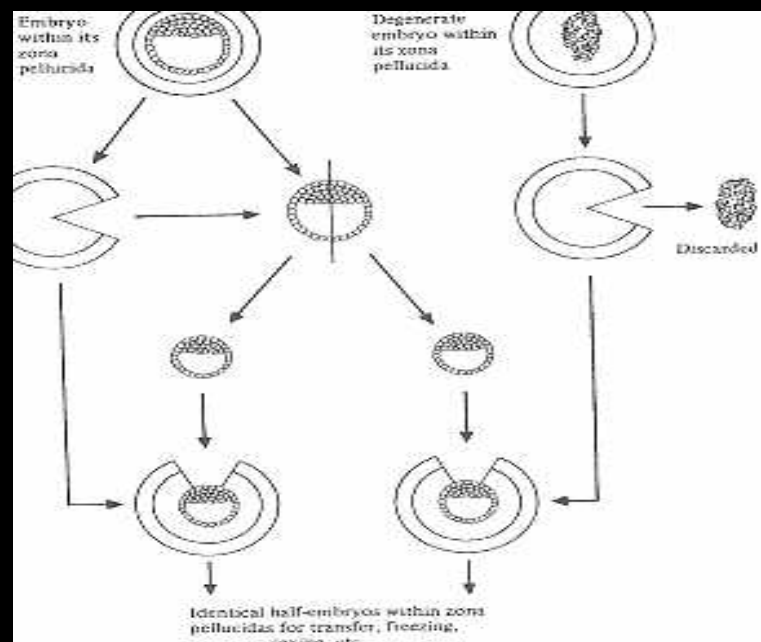 Embryo
within its
zona
pellucida
Degenerate
embryo within
its zona
pellucida
Discarded
Identical half-embryos within zona
pellucidas for transfer, freezing,
etc.